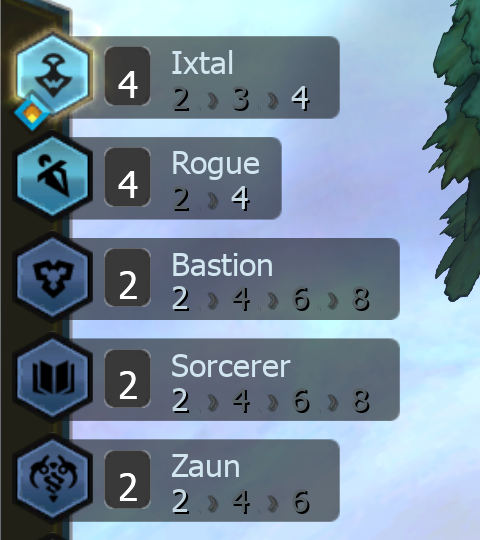 4 Ixtal
2 › 3 › 4
4 Rogue
2 › 4
2 Bastion
2 › 4 › 6 › 8
2 Sorcerer
2 › 4 › 6 › 8
2 Zaun
2 › 4 › 6